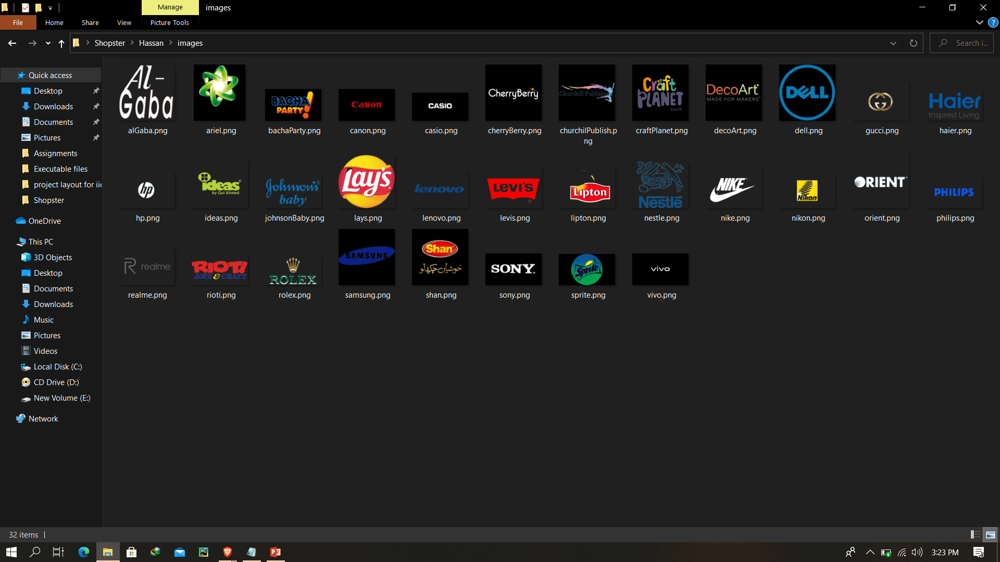 Manage
images
File
Home
Share
View
Picture Tools
Shopster
Hassan
images
Search i...
Quick access
Desktop
Downloads
Documents
Pictures
Assignments
Executable files
project layout for
Shopster
OneDrive
This PC
3D Objects
Desktop
Documents
Downloads
Music
Pictures
Videos
Local Disk (C:)
CD Drive (D:)
New Volume (E:)
Network
Al -
Gaba
BACHA
PARTY!
Canon
CASIO
CherryBerry
Churchill Publishing
Craft
PLANET
DecoArt
MADE FOR MAKERS
DELL
Haier
Inspired Living
alGaba.png
ariel.png
bachaParty.png
canon.png
casio.png
cherryBerry.png
churchilPublish.p
ng
craftPlanet.png
decoArt.png
dell.png
gucci.png
haier.png
hp
ideas
by Gul Ahmed
Johnson's
baby
Lay's
lenovo
LEVI'S
Lipton
Nestlé
NIKE
Nikon
ORIENT
PHILIPS
hp.png
ideas.png
johnsonBaby.png
lays.png
lenovo.png
levis.png
lipton.png
nestle.png
nike.png
nikon.png
orient.png
philips.png
R realme
RIOT!
ART & CRAFT
ROLEX
SAMSUNG
Shan
خوشیاں چکھ لو
SONY
Sprite
vivo
realme.png
rioti.png
rolex.png
samsung.png
shan.png
sony.png
sprite.png
vivo.png
32 items
PC
3:23 PM